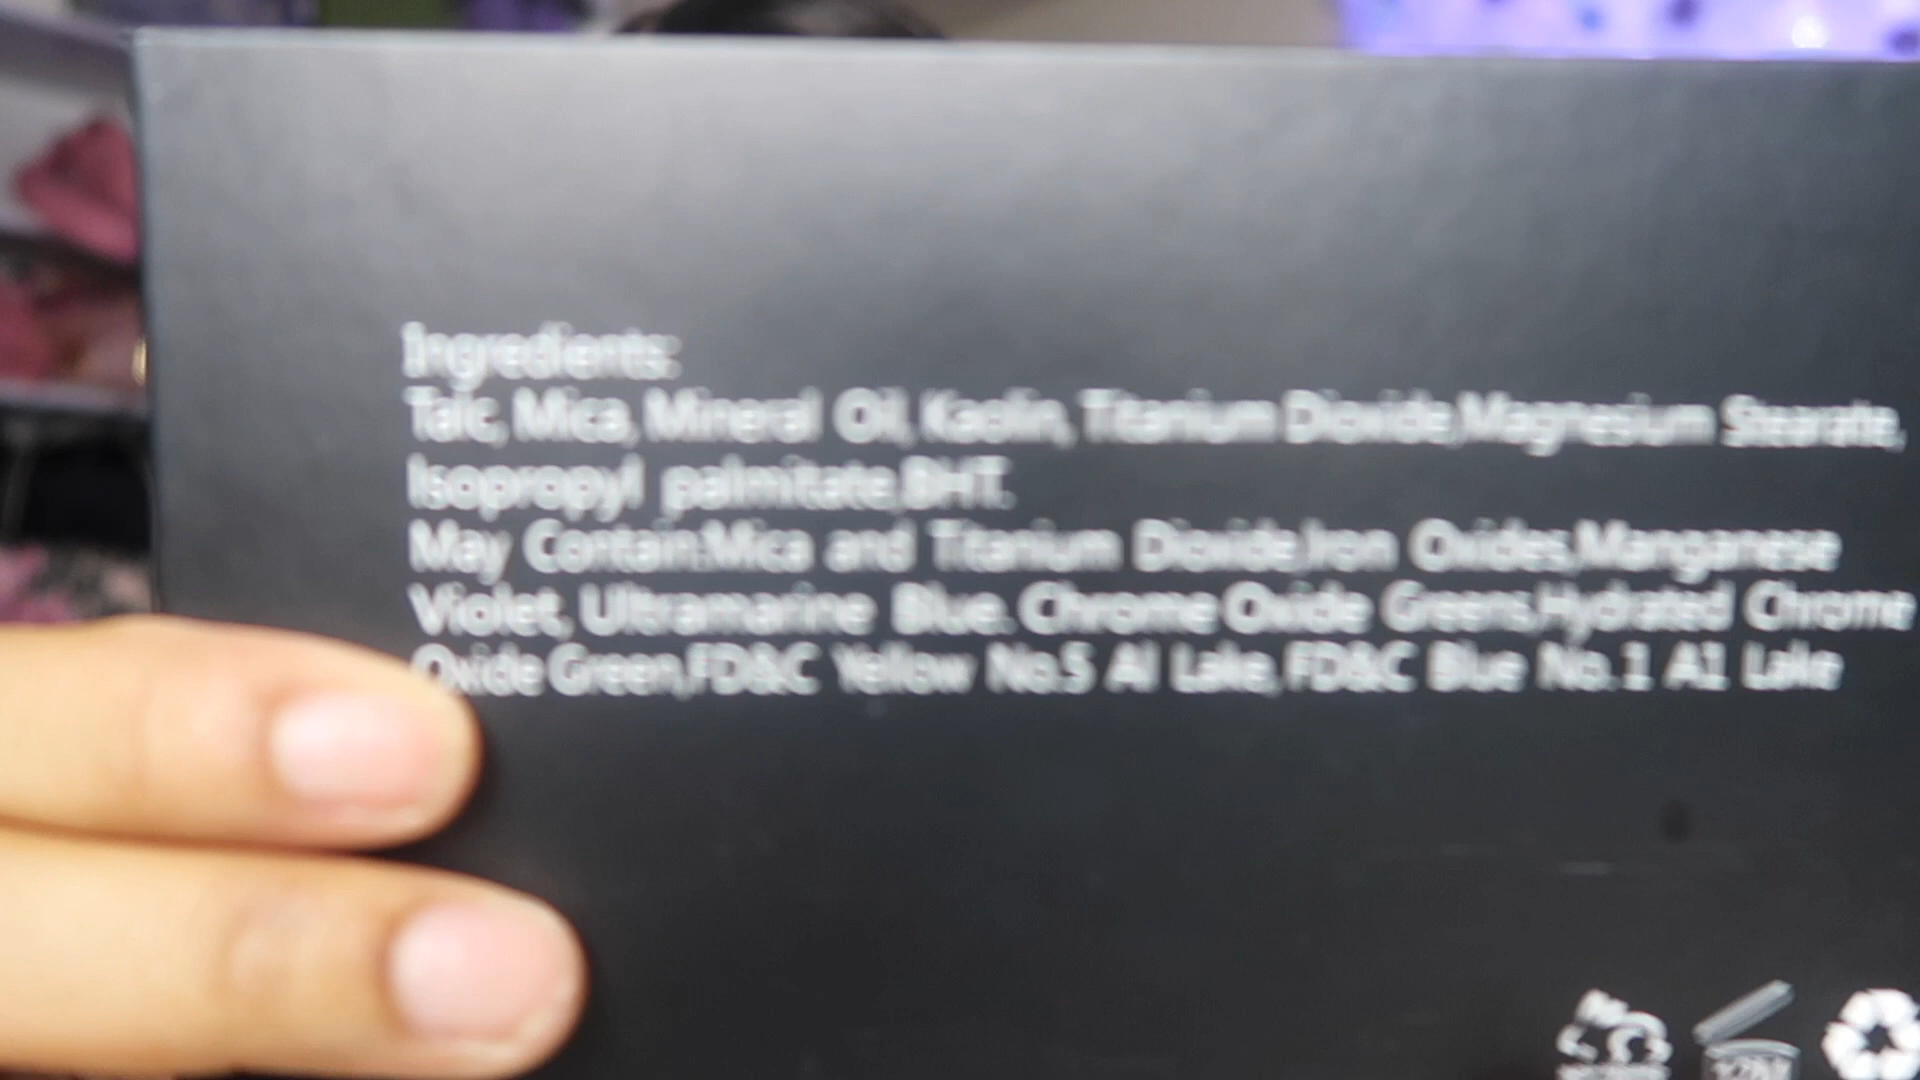 Ingredients:
Talc, Mica, Mineral Oil, Kaolin, Titanium Dioxide,Magnesium Stearate,
Isopropyl palmitate,BHT.
May Contain:Mica and Titanium Dioxide,Iron Oxides,Manganese
Violet, Ultramarine Blue. Chrome Oxide Greens,Hydrated Chrome
Oxide Green,FD&C Yellow No.5 Al Lake, FD&C Blue No.1 A1 Lake
12M